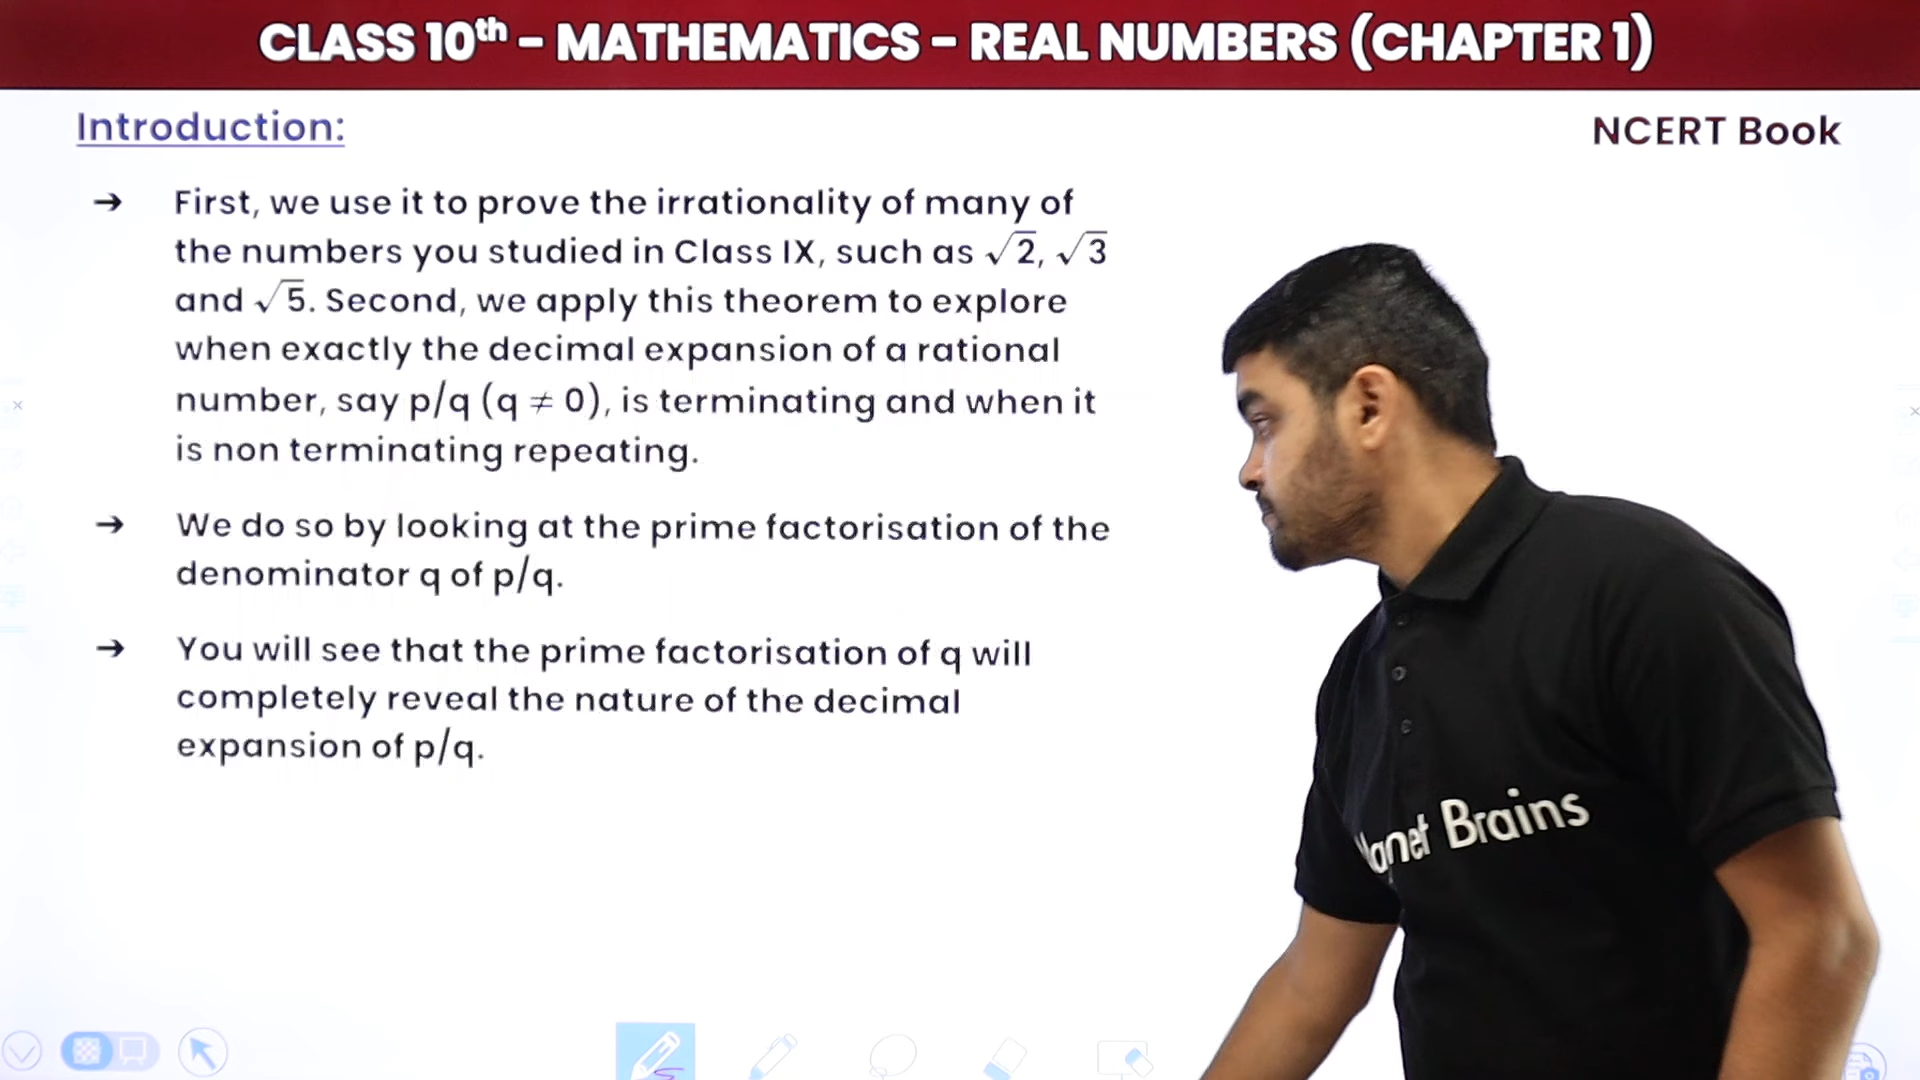 CLASS 10th - MATHEMATICS - REAL NUMBERS (CHAPTER 1)
Introduction:
NCERT Book
➔ First, we use it to prove the irrationality of many of
the numbers you studied in Class IX, such as √2, √3
and √5. Second, we apply this theorem to explore
when exactly the decimal expansion of a rational
number, say p/q (q ≠ 0), is terminating and when it
is non terminating repeating.
➔ We do so by looking at the prime factorisation of the
denominator q of p/q.
➔ You will see that the prime factorisation of q will
completely reveal the nature of the decimal
expansion of p/q.
Brains